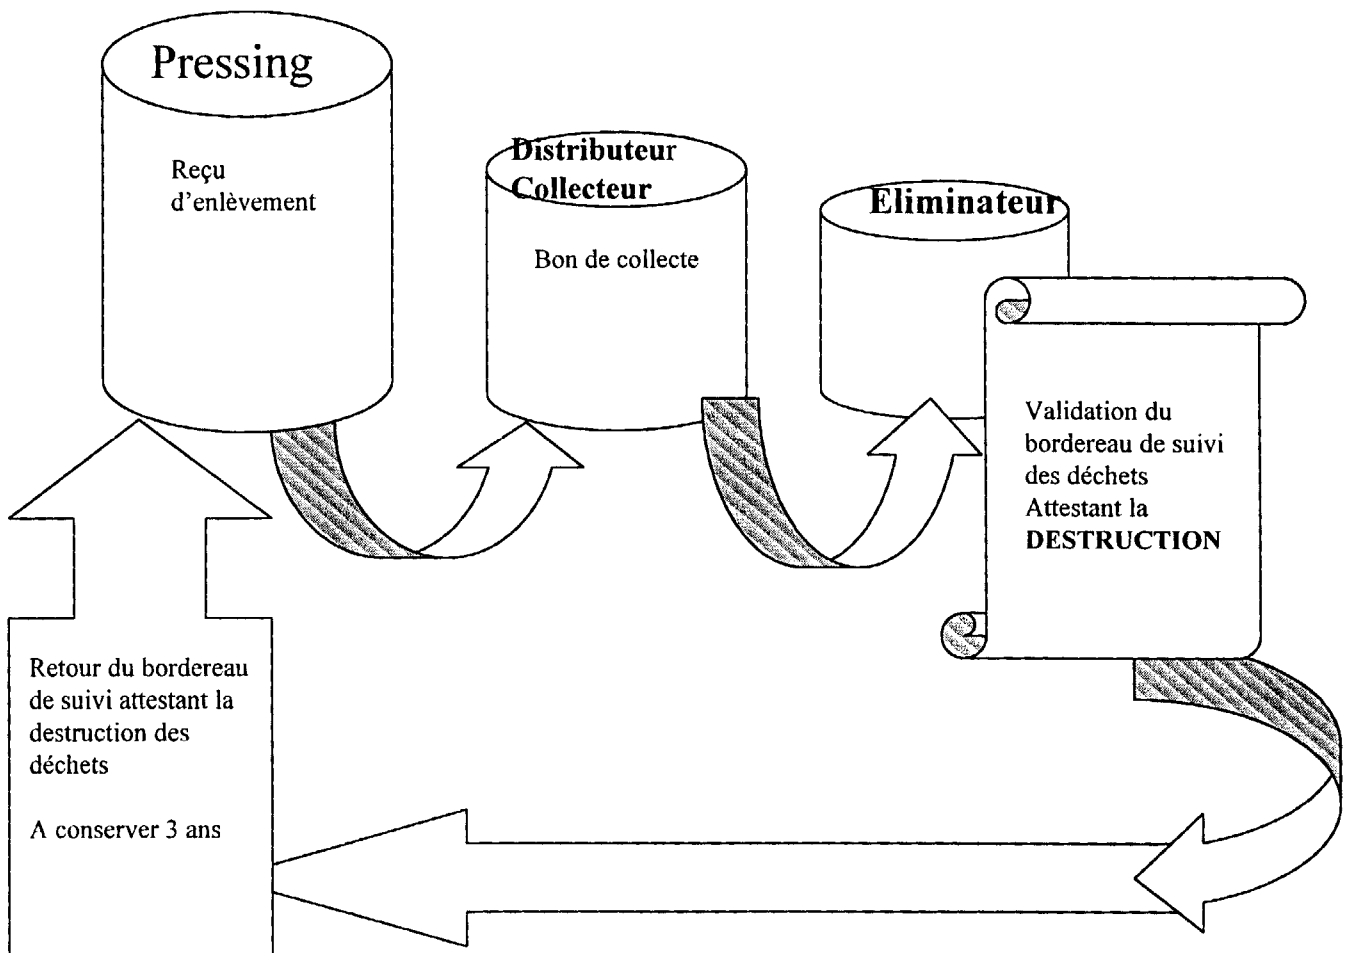 Pressing
Reçu
d'enlèvement
Distributeur
Collecteur
Bon de collecte
Eliminateur
Validation du
bordereau de suivi
des déchets
Attestant la
DESTRUCTION
Retour du bordereau
de suivi attestant la
destruction des
déchets
A conserver 3 ans